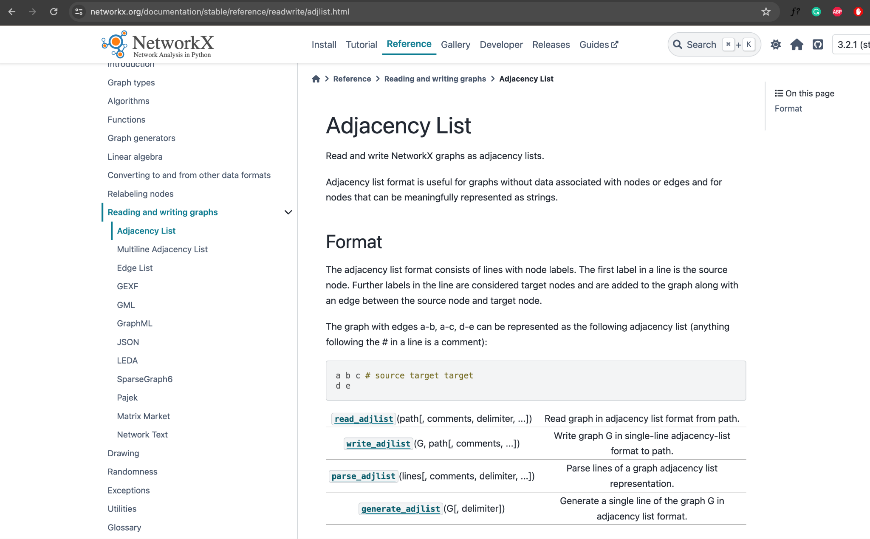 networkx.org/documentation/stable/reference/readwrite/adjlist.html
f?
ABP
NetworkX
Network Analysis in Python
Install Tutorial Reference Gallery Developer Releases Guides
Search ⌘ + K
3.2.1 (st
Introduction
Graph types
Algorithms
Functions
Graph generators
Linear algebra
Converting to and from other data formats
Relabeling nodes
Reading and writing graphs
Adjacency List
Multiline Adjacency List
Edge List
GEXF
GML
GraphML
JSON
LEDA
SparseGraph6
Pajek
Matrix Market
Network Text
Drawing
Randomness
Exceptions
Utilities
Glossary
> Reference > Reading and writing graphs > Adjacency List
Adjacency List
Read and write NetworkX graphs as adjacency lists.
Adjacency list format is useful for graphs without data associated with nodes or edges and for
nodes that can be meaningfully represented as strings.
Format
The adjacency list format consists of lines with node labels. The first label in a line is the source
node. Further labels in the line are considered target nodes and are added to the graph along with
an edge between the source node and target node.
The graph with edges a-b, a-c, d-e can be represented as the following adjacency list (anything
following the # in a line is a comment):
a b c # source target target
d e
read_adjlist(path[, comments, delimiter, ...]) Read graph in adjacency list format from path.
write_adjlist(G, path[, comments, ...]) Write graph G in single-line adjacency-list
format to path.
parse_adjlist(lines[, comments, delimiter, ...]) Parse lines of a graph adjacency list
representation.
generate_adjlist(G[, delimiter]) Generate a single line of the graph G in
adjacency list format.
On this page
Format